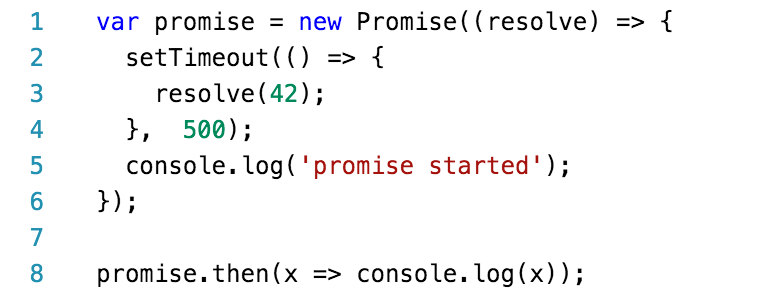 1 var promise = new Promise((resolve) => {
2 setTimeout(() => {
3 resolve(42);
4 }, 500);
5 console.log('promise started');
6 });
7
8 promise.then(x => console.log(x));